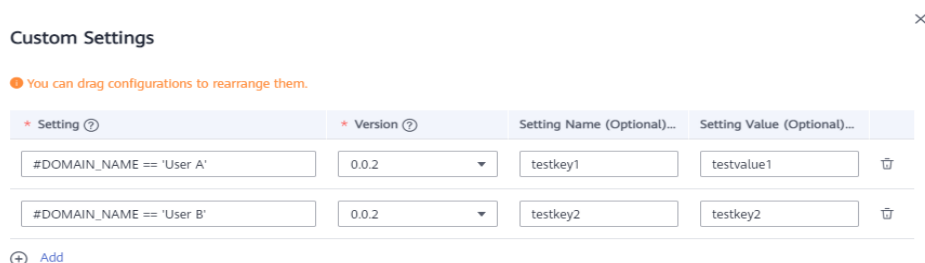 Custom Settings
You can drag configurations to rearrange them.
* Setting ? * Version ? Setting Name (Optional)... Setting Value (Optional)...
#DOMAIN_NAME == 'User A' 0.0.2 testkey1 testvalue1
#DOMAIN_NAME == 'User B' 0.0.2 testkey2 testkey2
Add